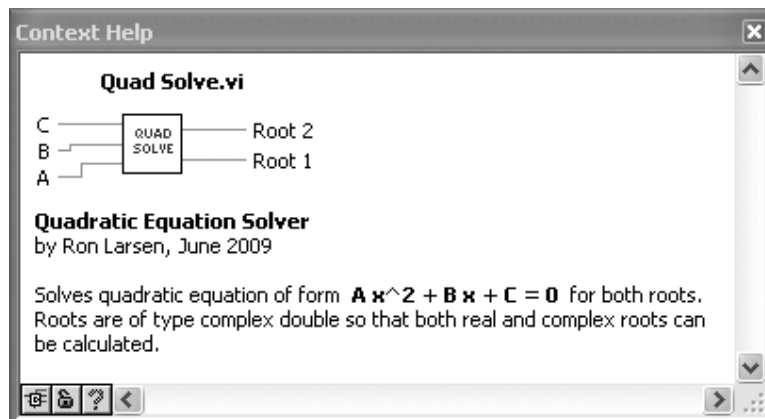 Context Help
Quad Solve.vi
C
B
A
QUAD
SOLVE
Root 2
Root 1
Quadratic Equation Solver
by Ron Larsen, June 2009
Solves quadratic equation of form A x^2 + B x + C = 0 for both roots.
Roots are of type complex double so that both real and complex roots can
be calculated.
?